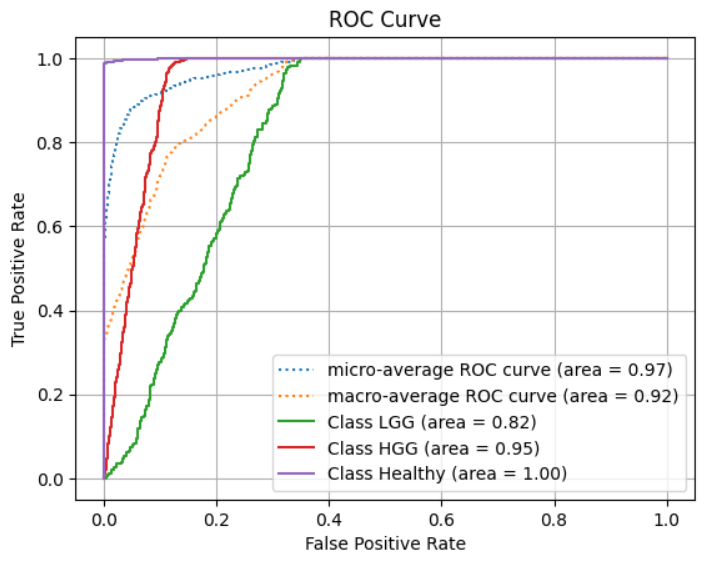 ROC Curve
1.0
0.8
0.6
0.4
0.2
0.0
True Positive Rate
micro-average ROC curve (area = 0.97)
macro-average ROC curve (area = 0.92)
Class LGG (area = 0.82)
Class HGG (area = 0.95)
Class Healthy (area = 1.00)
0.0 0.2 0.4 0.6 0.8 1.0
False Positive Rate